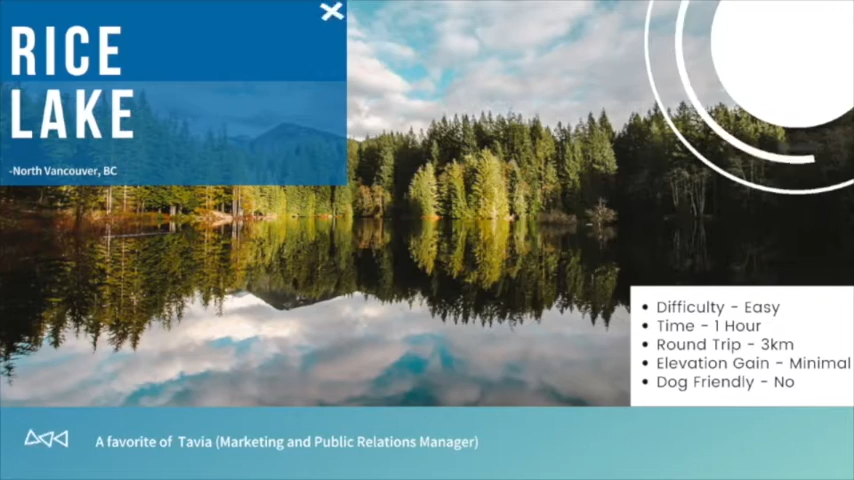 RICE
LAKE
-North Vancouver, BC
• Difficulty - Easy
• Time - 1 Hour
• Round Trip - 3km
• Elevation Gain - Minimal
• Dog Friendly - No
A favorite of Tavia (Marketing and Public Relations Manager)